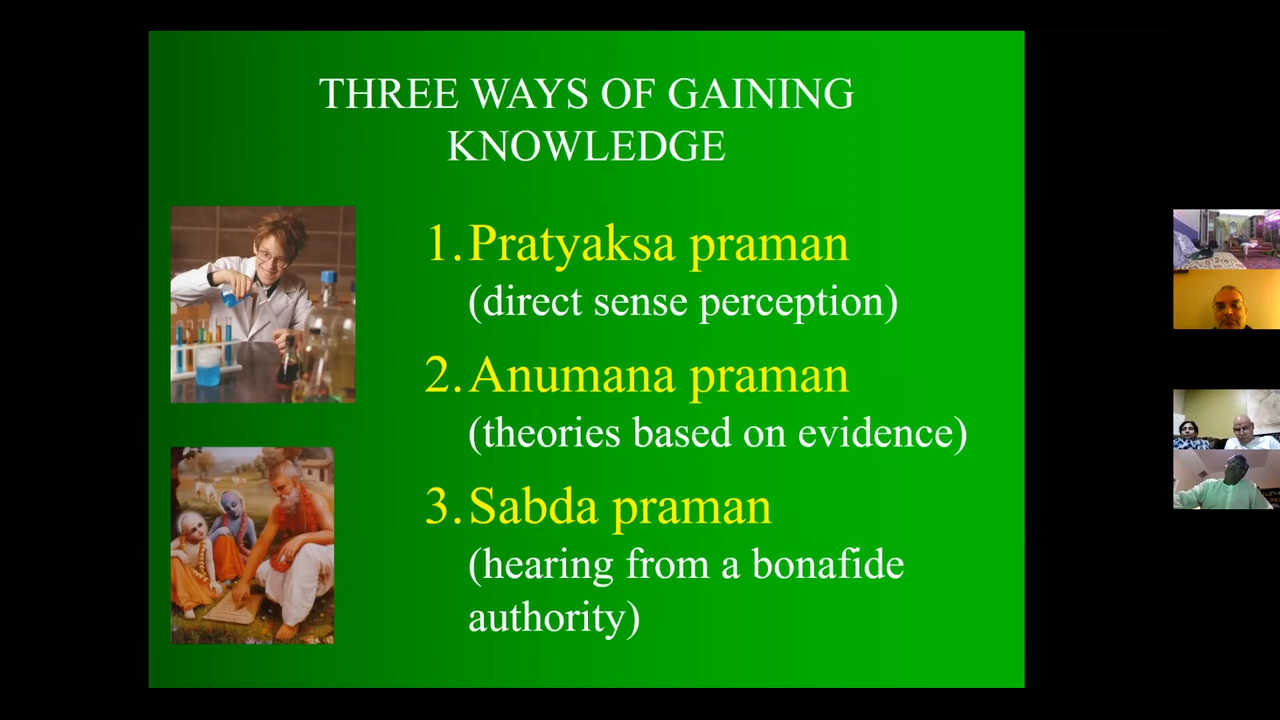 THREE WAYS OF GAINING
KNOWLEDGE
1. Pratyaksa praman
(direct sense perception)
2. Anumana praman
(theories based on evidence)
3. Sabda praman
(hearing from a bonafide
authority)